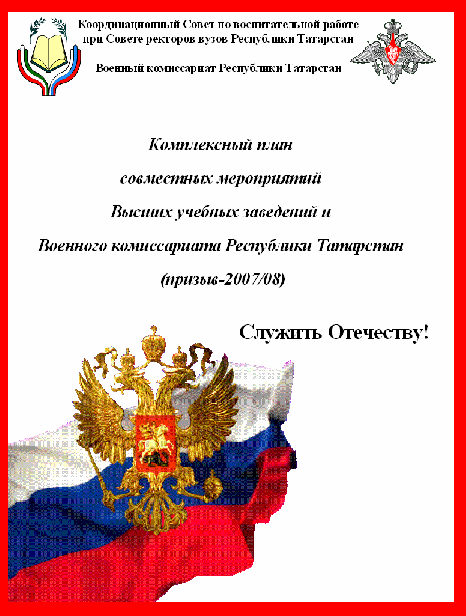 Координационный Совет по воспитательной работе
при Совете ректоров вузов Республики Татарстан
Военный комиссариат Республики Татарстан
Комплексный план
совместных мероприятий
Высших учебных заведений и
Военного комиссариата Республики Татарстан
(призыв-2007/08)
Служить Отечеству!